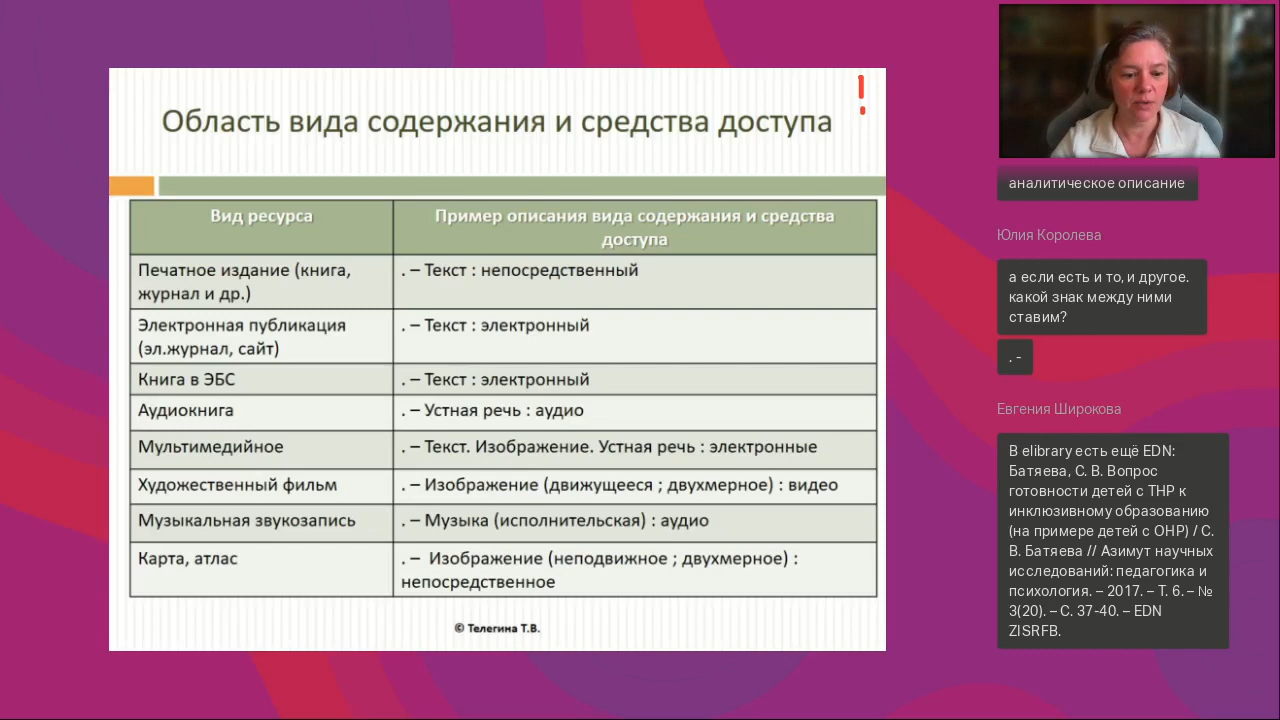 Область вида содержания и средства доступа
!
Вид ресурса
Пример описания вида содержания и средства
доступа
Печатное издание (книга,
журнал и др.)
. – Текст : непосредственный
Электронная публикация
(эл.журнал, сайт)
. – Текст : электронный
Книга в ЭБС
. – Текст : электронный
Аудиокнига
. – Устная речь : аудио
Мультимедийное
. – Текст. Изображение. Устная речь : электронные
Художественный фильм
. – Изображение (движущееся ; двухмерное) : видео
Музыкальная звукозапись
. – Музыка (исполнительская) : аудио
Карта, атлас
. – Изображение (неподвижное ; двухмерное) :
непосредственное
© Телегина Т.В.
аналитическое описание
Юлия Королева
а если есть и то, и другое.
какой знак между ними
ставим?
. -
Евгения Широкова
В elibrary есть ещё EDN:
Батяева, С. В. Вопрос
готовности детей с ТНР к
инклюзивному образованию
(на примере детей с ОНР) / С.
В. Батяева // Азимут научных
исследований: педагогика и
психология. – 2017. – Т. 6. – №
3(20). – С. 37-40. – EDN
ZISRFB.